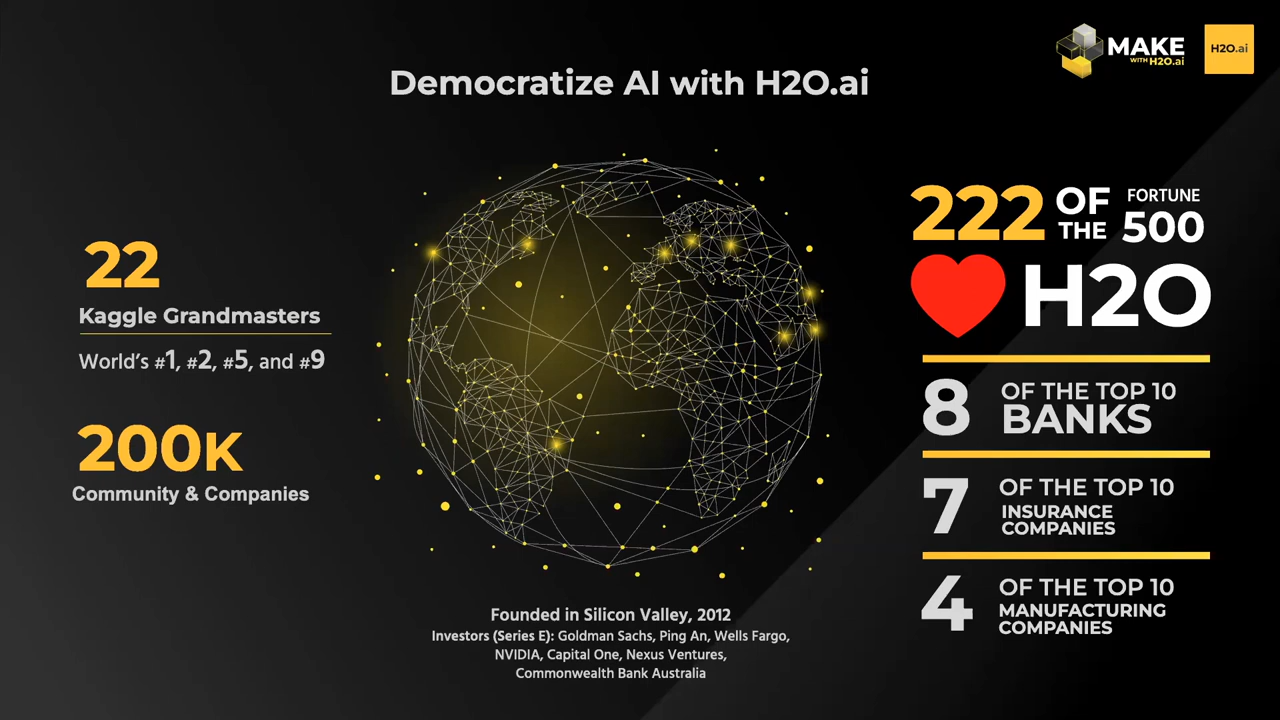 MAKE
WITH H2O.ai
H2O.ai
Democratize AI with H2O.ai
22
Kaggle Grandmasters
World's #1, #2, #5, and #9
200K
Community & Companies
Founded in Silicon Valley, 2012
Investors (Series E): Goldman Sachs, Ping An, Wells Fargo,
NVIDIA, Capital One, Nexus Ventures,
Commonwealth Bank Australia
222 OF THE FORTUNE 500
H2O
8 OF THE TOP 10
BANKS
7 OF THE TOP 10
INSURANCE
COMPANIES
4 OF THE TOP 10
MANUFACTURING
COMPANIES